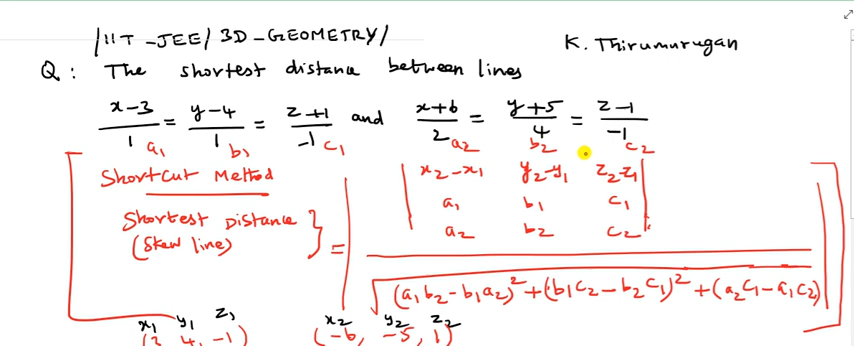 /IIT-JEE/ 3D-GEOMETRY/ K. Thirumurugan
Q: The shortest distance between lines
x-3/1 = y-4/1 = z+1/-1 and x+6/2 = y+5/4 = z-1/-1
a₁ b₁ c₁ a₂ b₂ c₂
Shortcut Method
x₂-x₁ y₂-y₁ z₂-z₁
a₁ b₁ c₁
Shortest Distance
(Skew line) } =
a₂ b₂ c₂
√(a₁b₂-b₁a₂)²+(b₁c₂-b₂c₁)²+(a₂c₁-a₁c₂)
x₁ y₁ z₁ x₂ y₂ z₂
(3 4, -1) (-6, -5, 1)